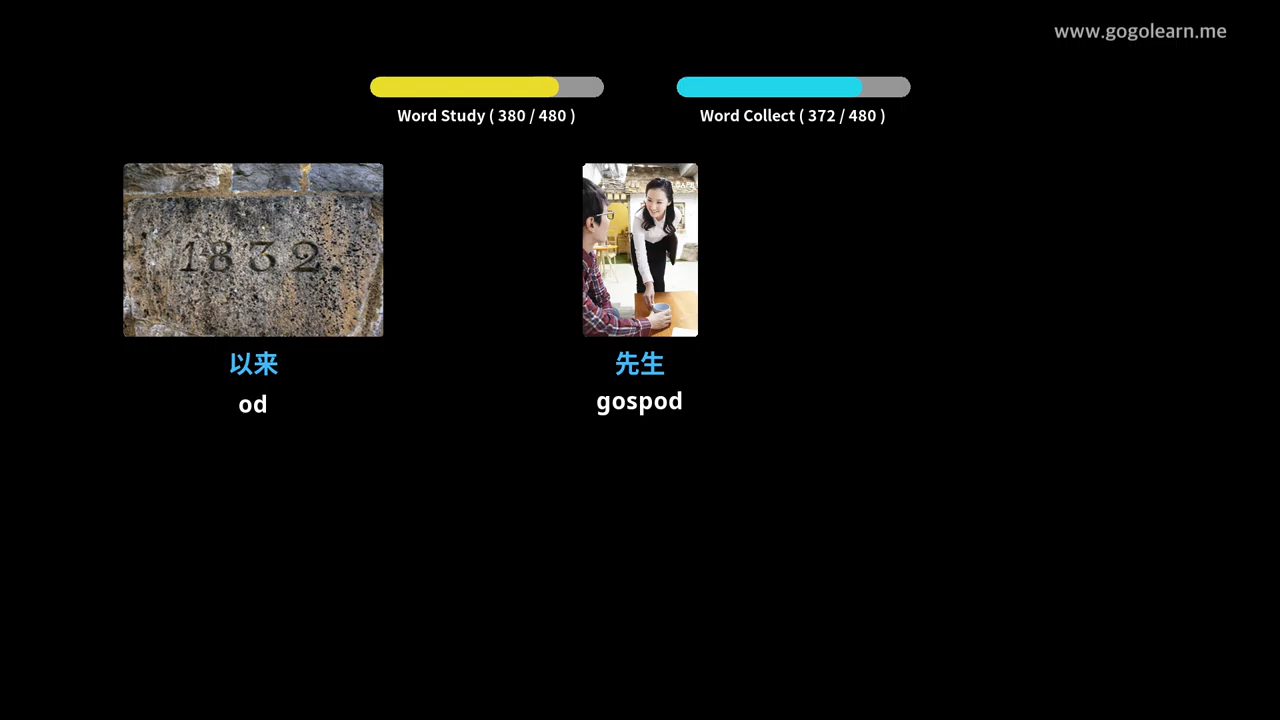 www.gogolearn.me
Word Study ( 380 / 480 )
Word Collect ( 372 / 480 )
1832.
以来
先生
od
gospod